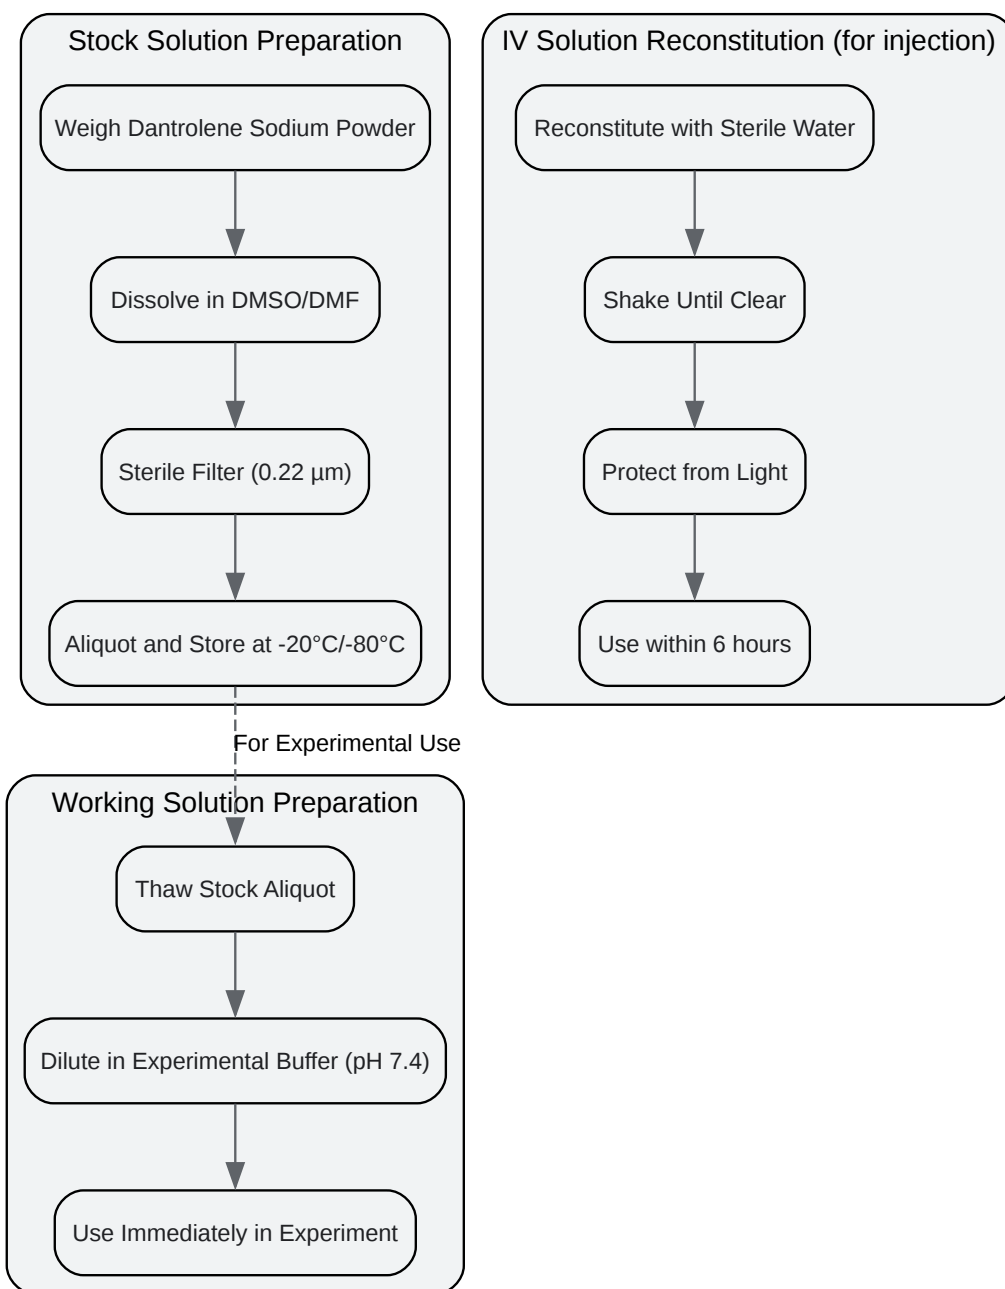 Stock Solution Preparation
Weigh Dantrolene Sodium Powder
Dissolve in DMSO/DMF
Sterile Filter (0.22 µm)
Aliquot and Store at -20°C/-80°C
For Experimental Use
Working Solution Preparation
Thaw Stock Aliquot
Dilute in Experimental Buffer (pH 7.4)
Use Immediately in Experiment
IV Solution Reconstitution (for injection)
Reconstitute with Sterile Water
Shake Until Clear
Protect from Light
Use within 6 hours